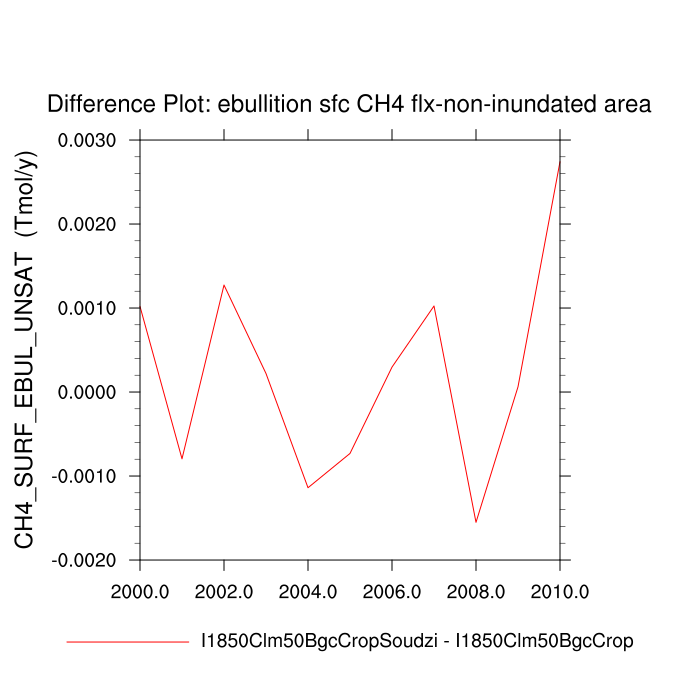 Difference Plot: ebullition sfc CH4 flx-non-inundated area
CH4_SURF_EBUL_UNSAT (Tmol/y)
0.0030
0.0020
0.0010
0.0000
-0.0010
-0.0020
2000.0 2002.0 2004.0 2006.0 2008.0 2010.0
I1850Clm50BgcCropSoudzi - I1850Clm50BgcCrop